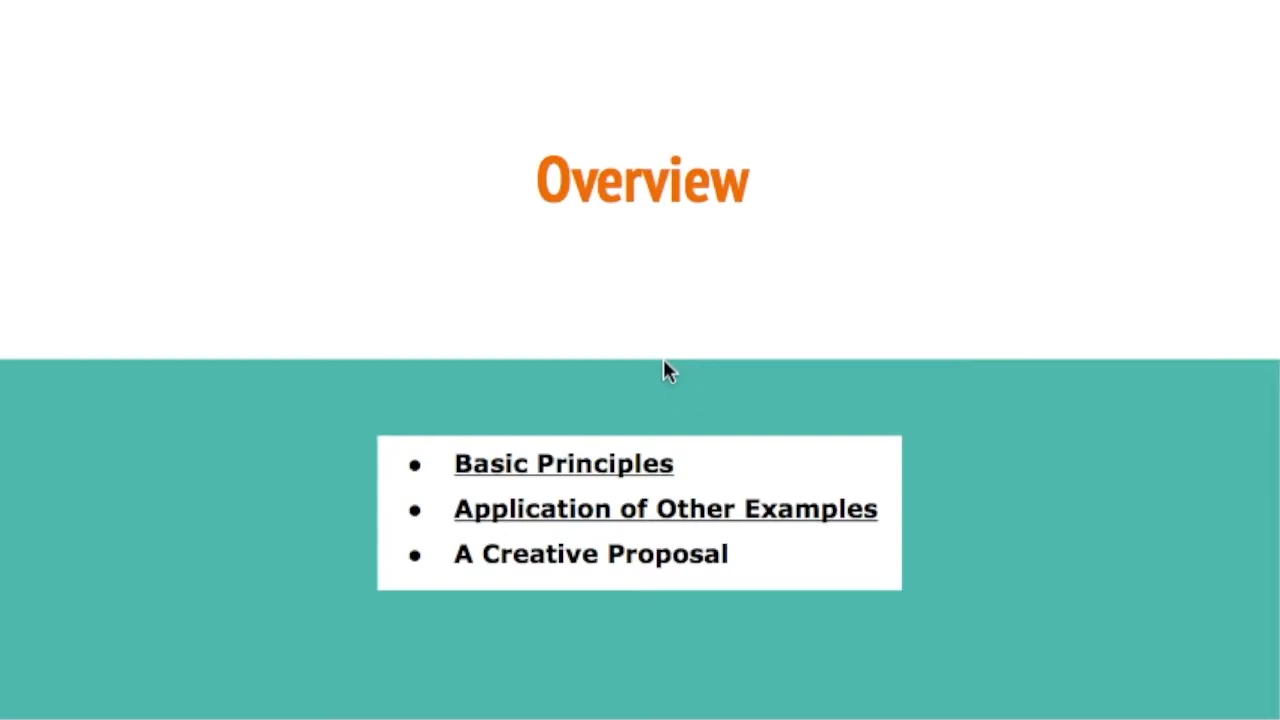 Overview
● Basic Principles
● Application of Other Examples
● A Creative Proposal